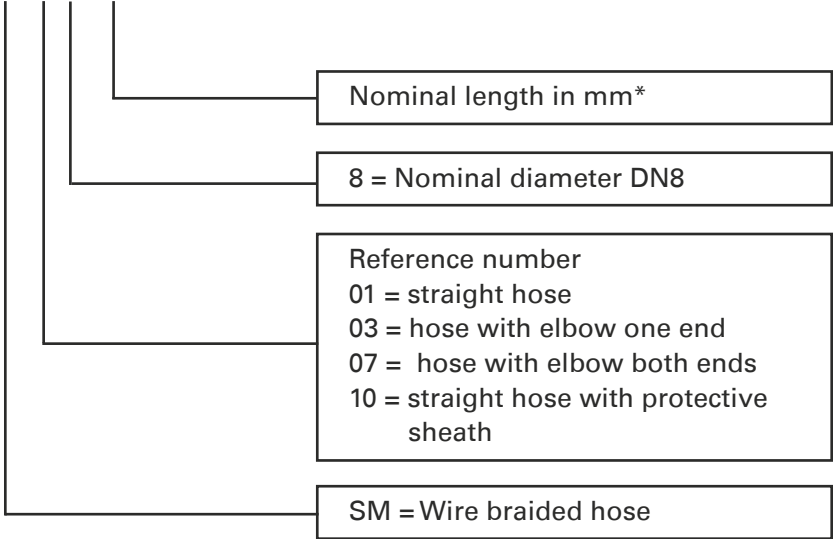 Nominal length in mm*
8 = Nominal diameter DN8
Reference number
01 = straight hose
03 = hose with elbow one end
07 = hose with elbow both ends
10 = straight hose with protective
sheath
SM = Wire braided hose